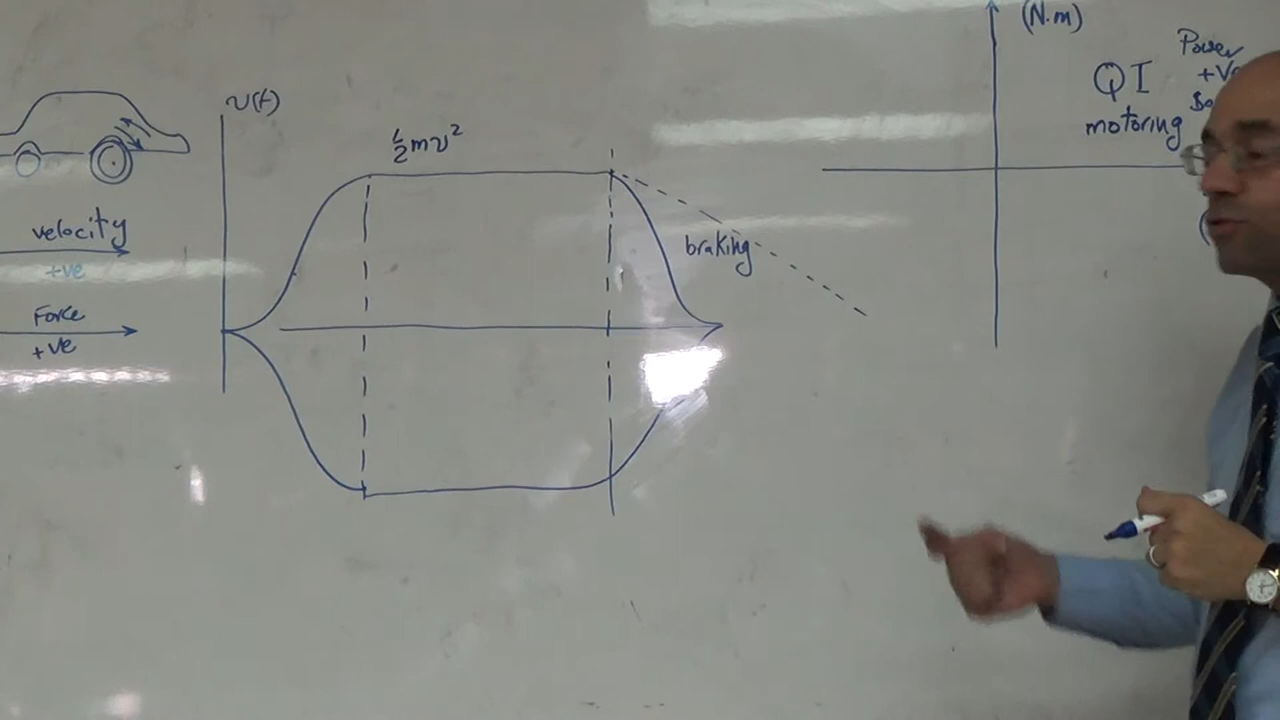 v(t)
½mv²
velocity
+ve
Force
+ve
braking
(N.m)
Power
QI
motoring